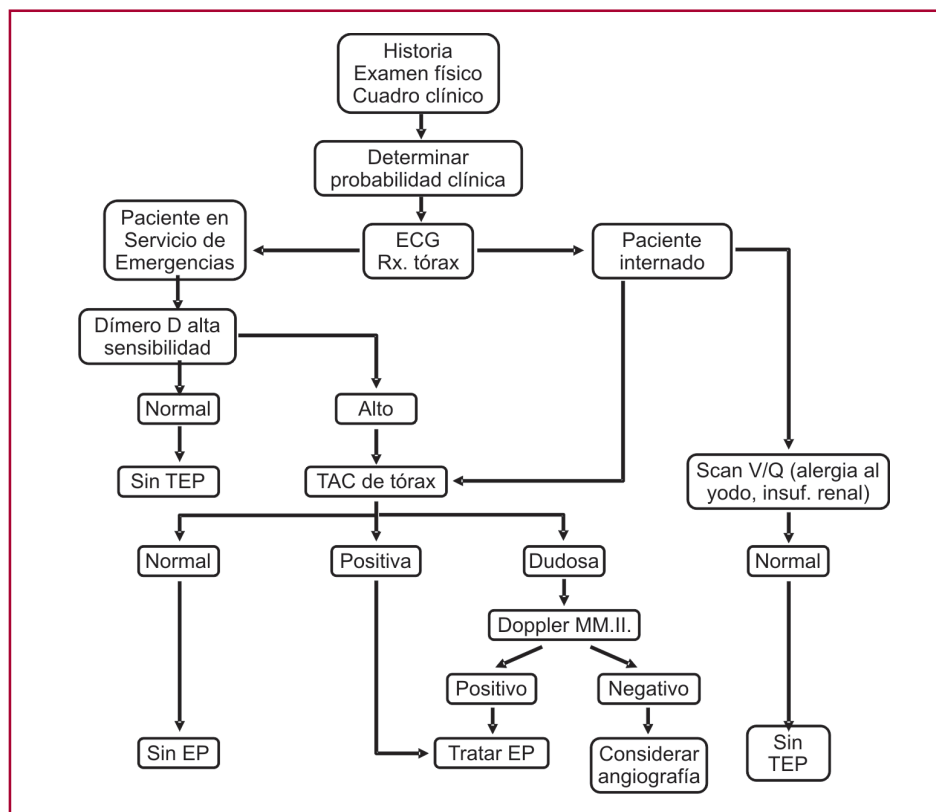 Historia
Examen físico
Cuadro clínico
Determinar
probabilidad clínica
Paciente en
Servicio de
Emergencias
ECG
Rx. tórax
Paciente
internado
Dímero D alta
sensibilidad
Normal
Alto
Sin TEP
TAC de tórax
Scan V/Q (alergia al
yodo, insuf. renal)
Normal
Positiva
Dudosa
Normal
Doppler MM.II.
Positivo
Negativo
Sin EP
Tratar EP
Considerar
angiografía
Sin
TEP